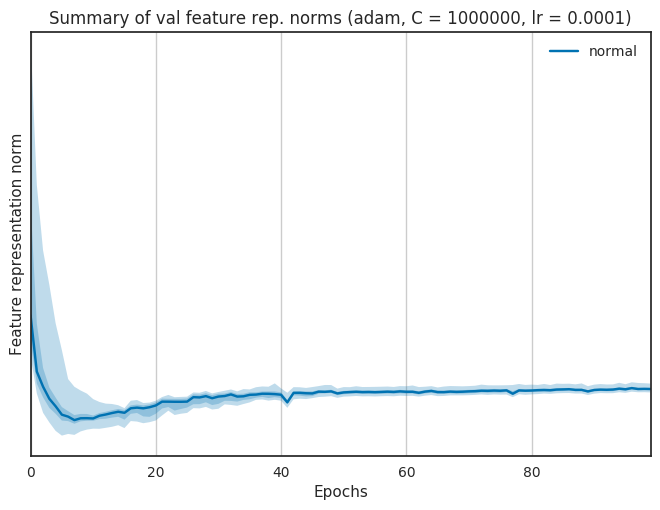 Summary of val feature rep. norms (adam, C = 1000000, lr = 0.0001)
normal
Feature representation norm
0 20 40 60 80
Epochs